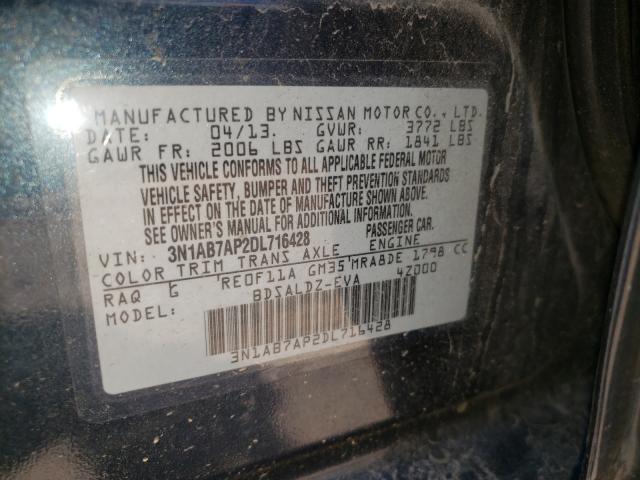 MANUFACTURED BY NISSAN MOTOR CO., LTD.
DATE: 04/13. GVWR: 3772 LBS
GAWR FR: 2006 LBS GAWR RR: 1841 LBS
THIS VEHICLE CONFORMS TO ALL APPLICABLE FEDERAL MOTOR
VEHICLE SAFETY, BUMPER AND THEFT PREVENTION STANDARDS
IN EFFECT ON THE DATE OF MANUFACTURE SHOWN ABOVE.
SEE OWNER'S MANUAL FOR ADDITIONAL INFORMATION.
VIN: 3N1AB7AP2DL716428 PASSENGER CAR.
COLOR TRIM TRANS AXLE ENGINE
RAQ G RE0F11A GM35 MRA8DE 1798 CC
MODEL: BDSALDZ-EVA 42000
3N1AB7AP2DL716428